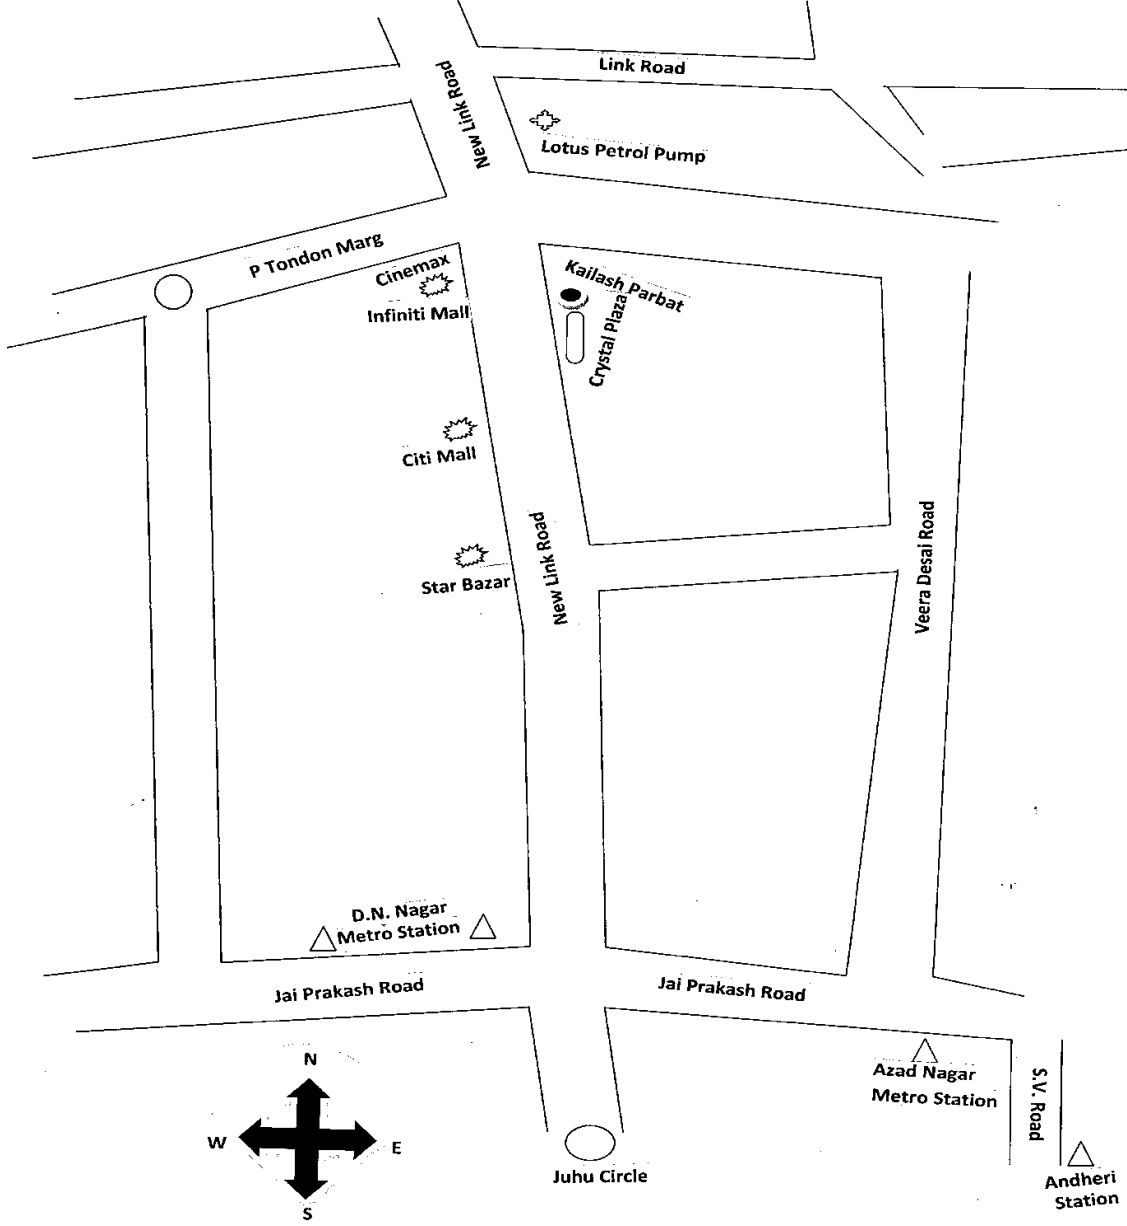 Link Road
New Link Road
Lotus Petrol Pump
P Tondon Marg
Cinemax
Infiniti Mall
Kailash Parbat
Crystal Plaza
Citi Mall
New Link Road
Star Bazar
Veera Desai Road
D.N. Nagar
Metro Station
Jai Prakash Road
Jai Prakash Road
Azad Nagar
Metro Station
S.V. Road
N
W
E
S
Juhu Circle
Andheri
Station